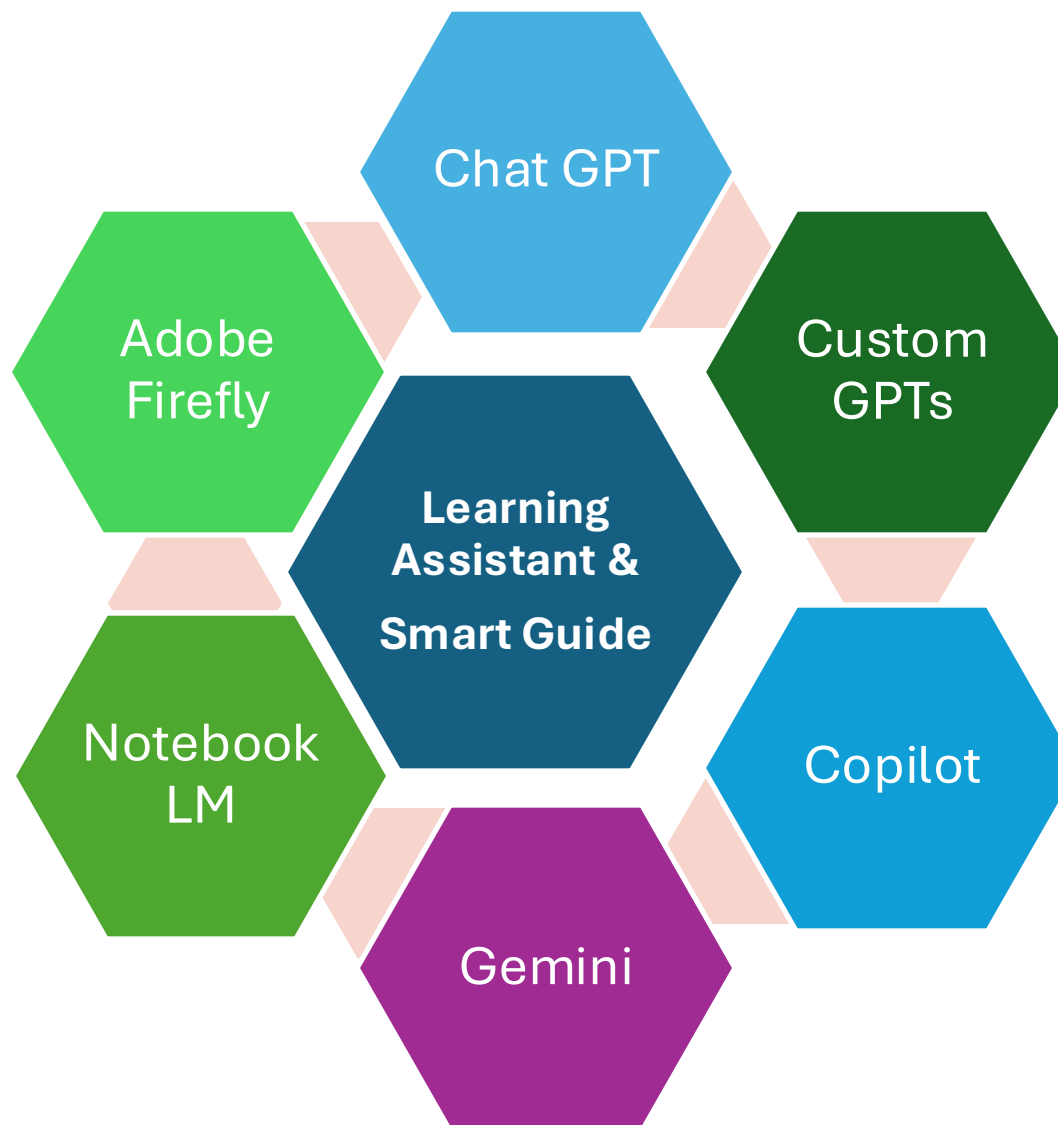 Chat GPT
Adobe
Firefly
Custom
GPTs
Learning
Assistant &
Smart Guide
Notebook
LM
Copilot
Gemini